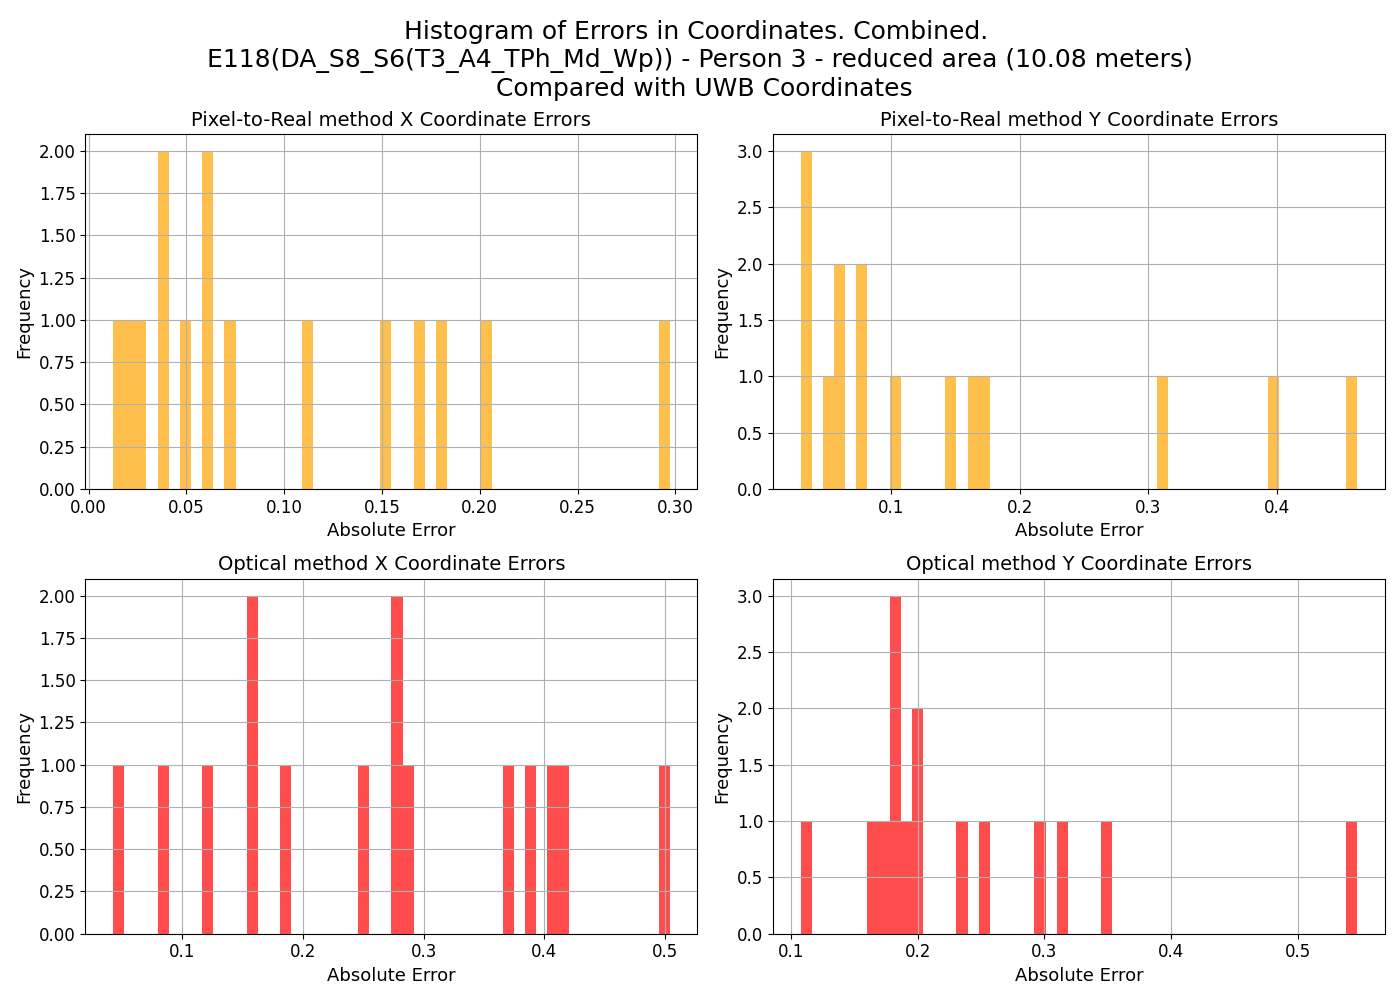 Histogram of Errors in Coordinates. Combined.
E118(DA_S8_S6(T3_A4_TPh_Md_Wp)) - Person 3 - reduced area (10.08 meters)
Compared with UWB Coordinates
Pixel-to-Real method X Coordinate Errors
2.00
1.75
1.50
1.25
1.00
0.75
0.50
0.25
0.00
Frequency
0.00 0.05 0.10 0.15 0.20 0.25 0.30
Absolute Error
Pixel-to-Real method Y Coordinate Errors
3.0
2.5
2.0
1.5
1.0
0.5
0.0
Frequency
0.1 0.2 0.3 0.4
Absolute Error
Optical method X Coordinate Errors
2.00
1.75
1.50
1.25
1.00
0.75
0.50
0.25
0.00
Frequency
0.1 0.2 0.3 0.4 0.5
Absolute Error
Optical method Y Coordinate Errors
3.0
2.5
2.0
1.5
1.0
0.5
0.0
Frequency
0.1 0.2 0.3 0.4 0.5
Absolute Error